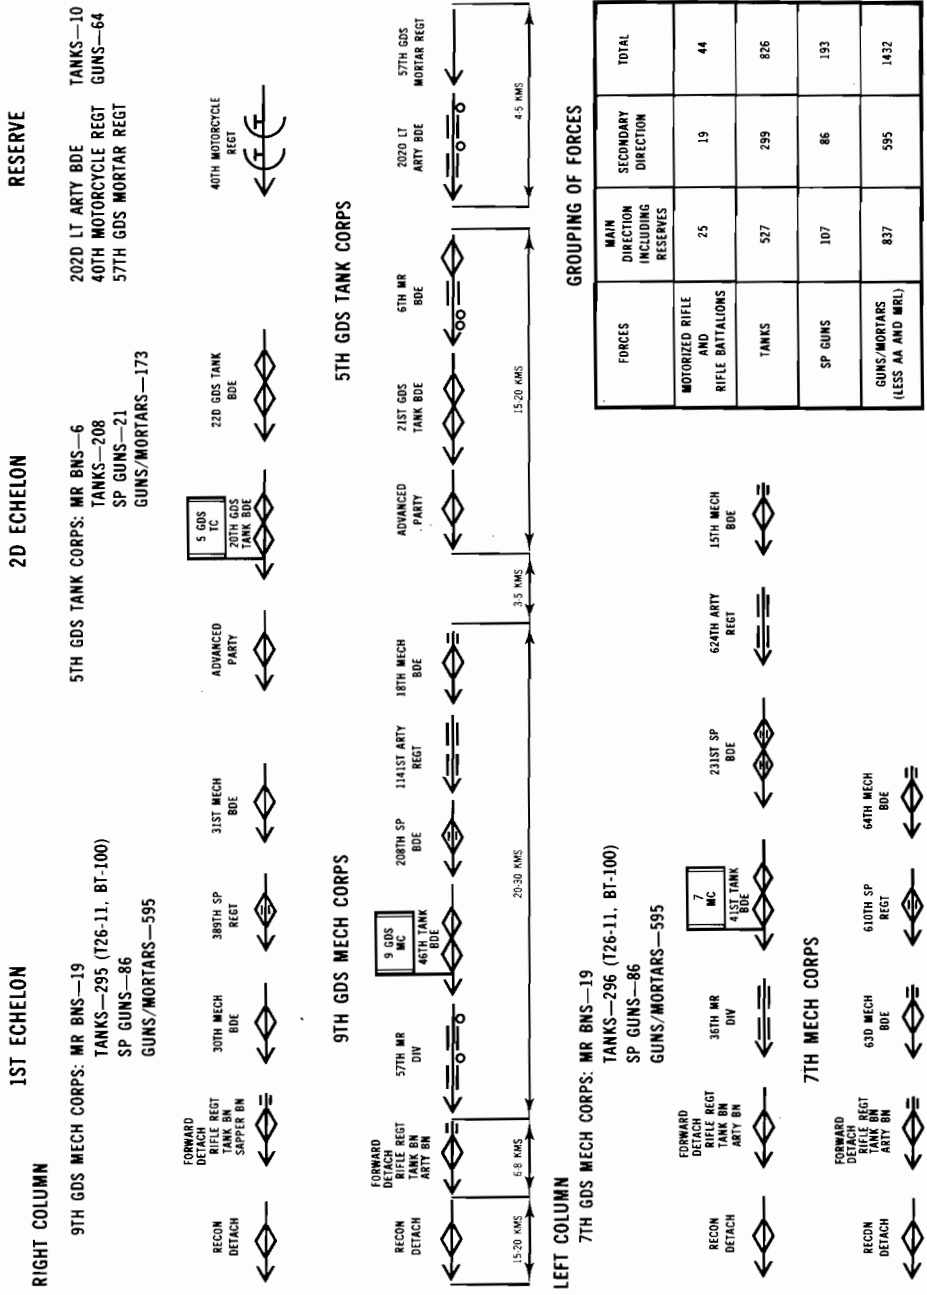 1ST ECHELON
2D ECHELON
RESERVE
RIGHT COLUMN
9TH GDS MECH CORPS: MR BNS—19
TANKS—295 (T26-11, BT-100)
SP GUNS—86
GUNS/MORTARS—595
5TH GDS TANK CORPS: MR BNS—6
TANKS—208
SP GUNS—21
GUNS/MORTARS—173
202D LT ARTY BDE TANKS—10
40TH MOTORCYCLE REGT GUNS—64
57TH GDS MORTAR REGT
RECON
DETACH
FORWARD
DETACH
RIFLE REGT
TANK BN
SAPPER BN
30TH MECH
BDE
389TH SP
REGT
31ST MECH
BDE
ADVANCED
PARTY
5 GDS
TC
20TH GDS
TANK BDE
22D GDS TANK
BDE
40TH MOTORCYCLE
REGT
9TH GDS MECH CORPS
5TH GDS TANK CORPS
RECON
DETACH
FORWARD
DETACH
RIFLE REGT
TANK BN
ARTY BN
57TH MR
DIV
9 GDS
MC
46TH TANK
BDE
208TH SP
BDE
1141ST ARTY
REGT
18TH MECH
BDE
ADVANCED
PARTY
21ST GDS
TANK BDE
6TH MR
BDE
202D LT
ARTY BDE
57TH GDS
MORTAR REGT
15-20 KMS
6-8 KMS
20-30 KMS
3-5 KMS
15-20 KMS
4-5 KMS
LEFT COLUMN
7TH GDS MECH CORPS: MR BNS—19
TANKS—296 (T26-11, BT-100)
SP GUNS—86
GUNS/MORTARS—595
RECON
DETACH
FORWARD
DETACH
RIFLE REGT
TANK BN
ARTY BN
36TH MR
DIV
7
MC
41ST TANK
BDE
231ST SP
BDE
624TH ARTY
REGT
15TH MECH
BDE
7TH MECH CORPS
RECON
DETACH
FORWARD
DETACH
RIFLE REGT
TANK BN
ARTY BN
63D MECH
BDE
610TH SP
REGT
64TH MECH
BDE
GROUPING OF FORCES
FORCES
MAIN
DIRECTION
INCLUDING
RESERVES
SECONDARY
DIRECTION
TOTAL
MOTORIZED RIFLE
AND
RIFLE BATTALIONS
25 19 44
TANKS 527 299 826
SP GUNS 107 86 193
GUNS/MORTARS
(LESS AA AND MRL)
837 595 1432